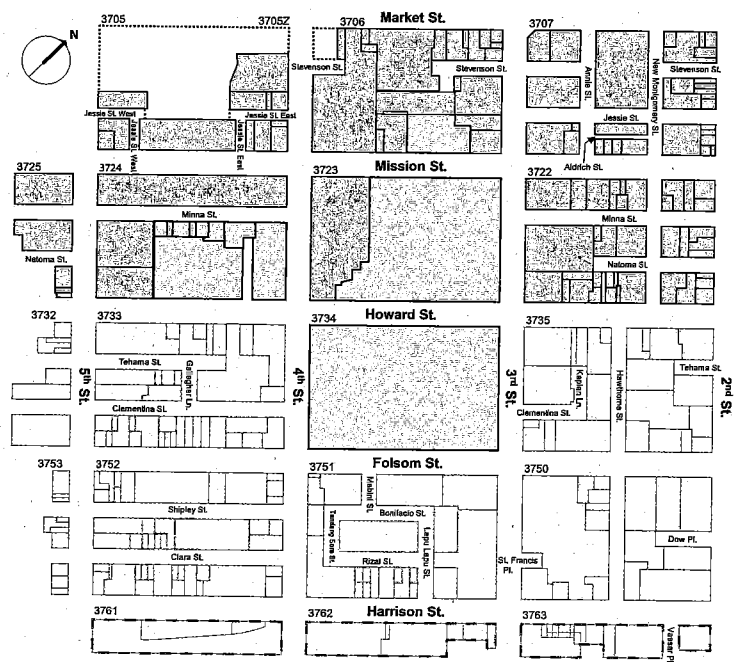 3705
3705Z
3706
Market St.
3707
N
Stevenson St.
Stevenson St.
Annie St.
New Montgomery St.
Jessie St. West
Jessie St. East
Jessie St. West
Jessie St. East
Jessie St.
Aldrich St.
3725
3724
3723
Mission St.
3722
Minna St.
Minna St.
Natoma St.
Natoma St.
3732
3733
3734
Howard St.
3735
Tehama St.
Tehama St.
5th St.
Gallagher Ln.
4th St.
3rd St.
Kaplan Ln.
Hawthorne St.
2nd St.
Clementina St.
Clementina St.
3753
3752
3751
Folsom St.
3750
Mabini St.
Shipley St.
Bonifacio St.
Tandang Sora St.
Lapu Lapu St.
Dow Pl.
Clara St.
Rizal St.
St. Francis
Pl.
3761
3762
Harrison St.
3763
Vassar Pl